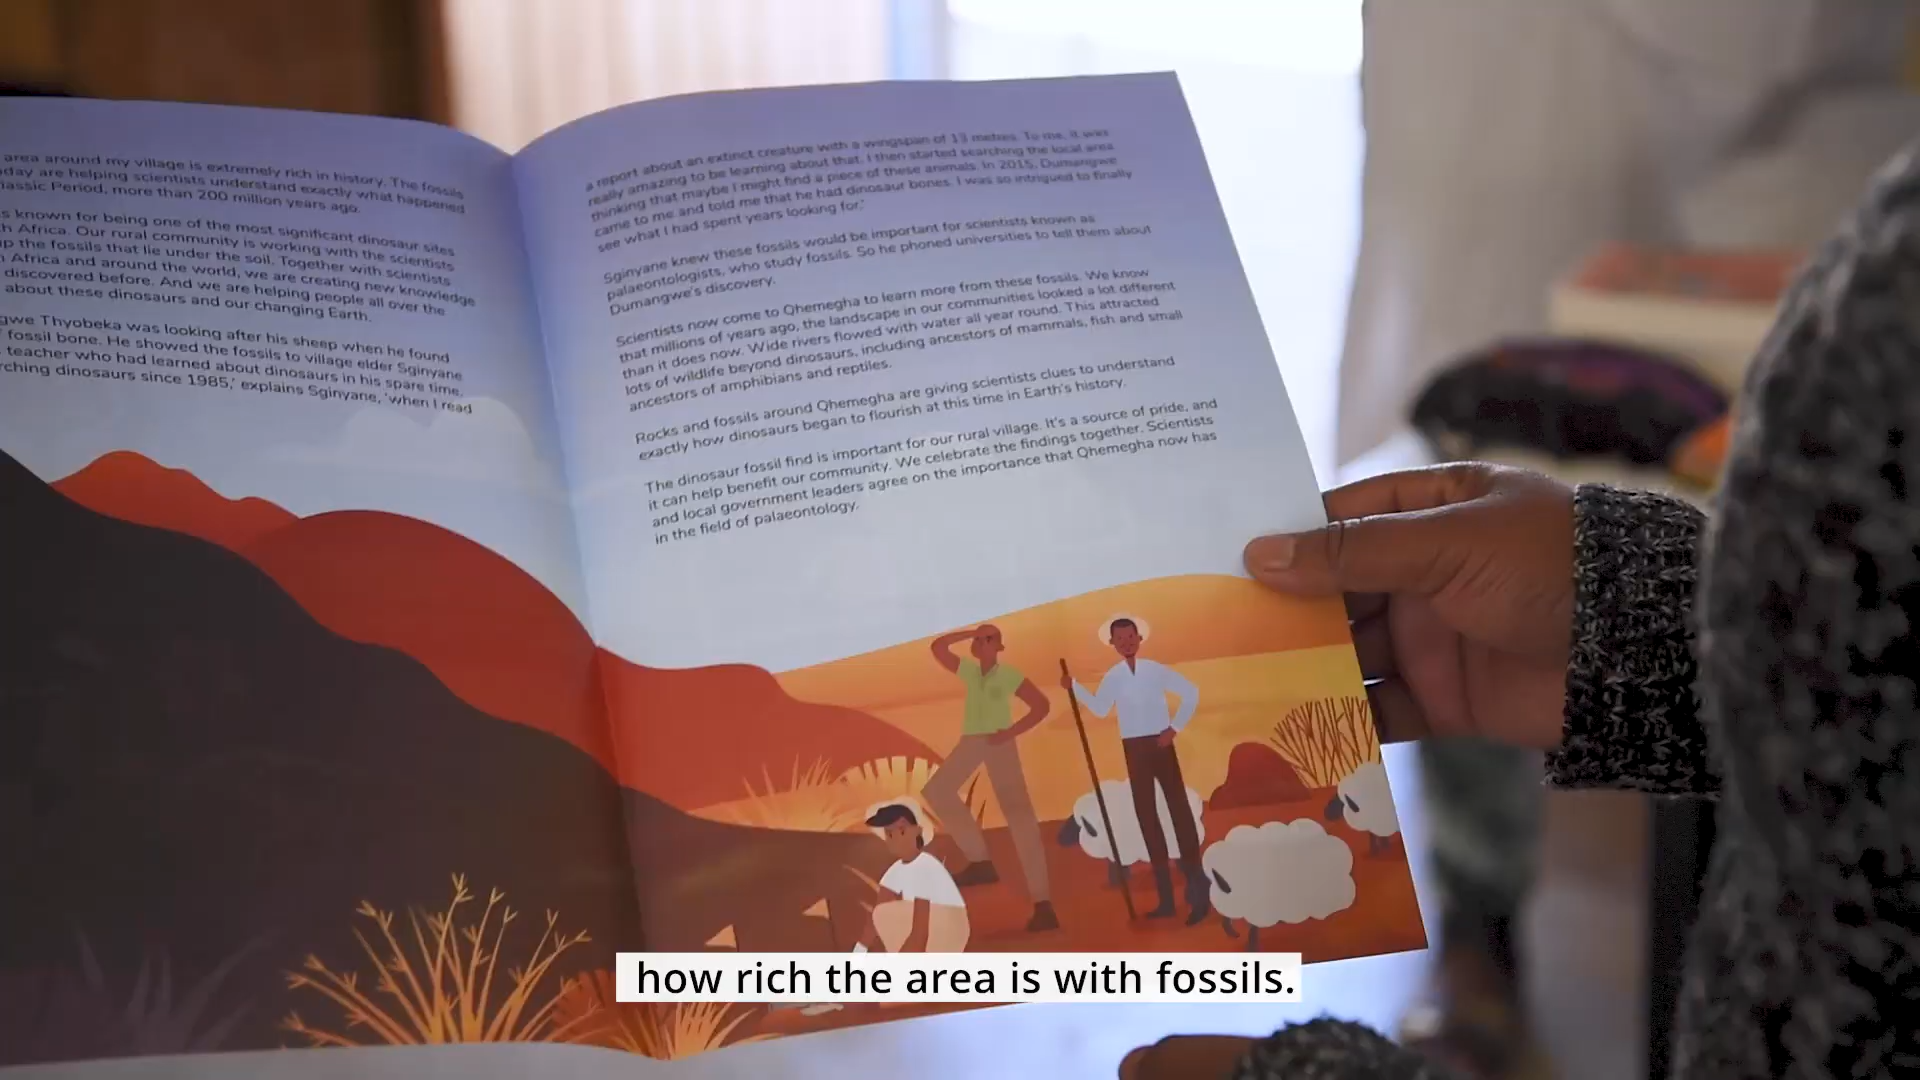 area around my village is extremely rich in history. The fossils
day are helping scientists understand exactly what happened
assic Period, more than 200 million years ago.
s known for being one of the most significant dinosaur sites
h Africa. Our rural community is working with the scientists
p the fossils that lie under the soil. Together with scientists
Africa and around the world, we are creating new knowledge
discovered before. And we are helping people all over the
about these dinosaurs and our changing Earth.
gwe Thyobeka was looking after his sheep when he found
fossil bone. He showed the fossils to village elder Sginyane
teacher who had learned about dinosaurs in his spare time.
rching dinosaurs since 1985,' explains Sginyane, 'when I read
a report about an extinct creature with a wingspan of 13 metres. To me, it was
really amazing to be learning about that. I then started searching the local area
thinking that maybe I might find a piece of these animals. In 2015, Dumangwe
came to me and told me that he had dinosaur bones. I was so intrigued to finally
see what I had spent years looking for.'
Sginyane knew these fossils would be important for scientists known as
palaeontologists, who study fossils. So he phoned universities to tell them about
Dumangwe's discovery.
Scientists now come to Qhemegha to learn more from these fossils. We know
that millions of years ago, the landscape in our communities looked a lot different
than it does now. Wide rivers flowed with water all year round. This attracted
lots of wildlife beyond dinosaurs, including ancestors of mammals, fish and small
ancestors of amphibians and reptiles.
Rocks and fossils around Qhemegha are giving scientists clues to understand
exactly how dinosaurs began to flourish at this time in Earth's history.
The dinosaur fossil find is important for our rural village. It's a source of pride, and
it can help benefit our community. We celebrate the findings together. Scientists
and local government leaders agree on the importance that Qhemegha now has
in the field of palaeontology.
how rich the area is with fossils.